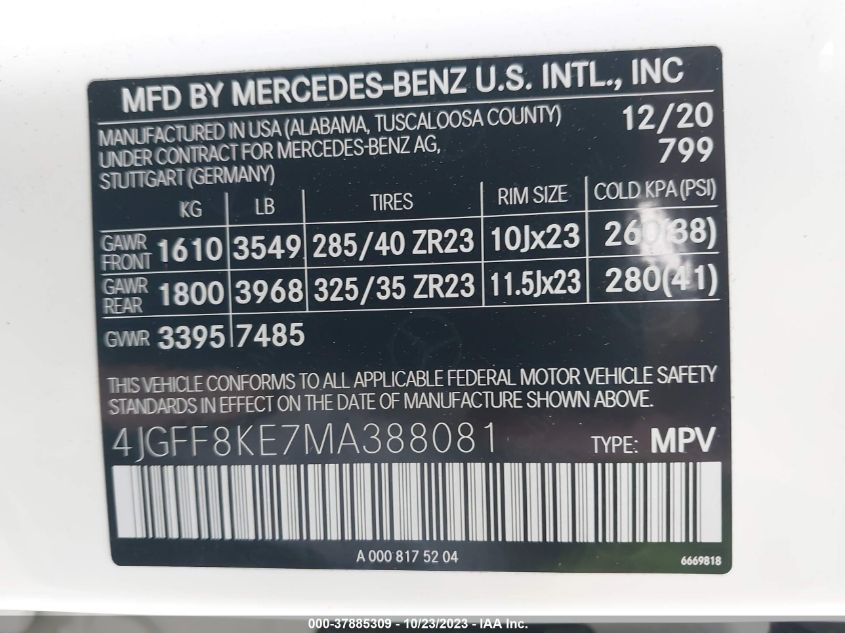 MFD BY MERCEDES-BENZ U.S. INTL., INC
MANUFACTURED IN USA (ALABAMA, TUSCALOOSA COUNTY) 12/20
UNDER CONTRACT FOR MERCEDES-BENZ AG, 799
STUTTGART (GERMANY)
KG LB TIRES RIM SIZE COLD KPA (PSI)
GAWR FRONT 1610 3549 285/40 ZR23 10Jx23 260(38)
GAWR REAR 1800 3968 325/35 ZR23 11.5Jx23 280(41)
GVWR 3395 7485
THIS VEHICLE CONFORMS TO ALL APPLICABLE FEDERAL MOTOR VEHICLE SAFETY
STANDARDS IN EFFECT ON THE DATE OF MANUFACTURE SHOWN ABOVE.
4JGFF8KE7MA388081 TYPE: MPV
A 000 817 52 04 6669818
000-37885309 - 10/23/2023 - IAA Inc.